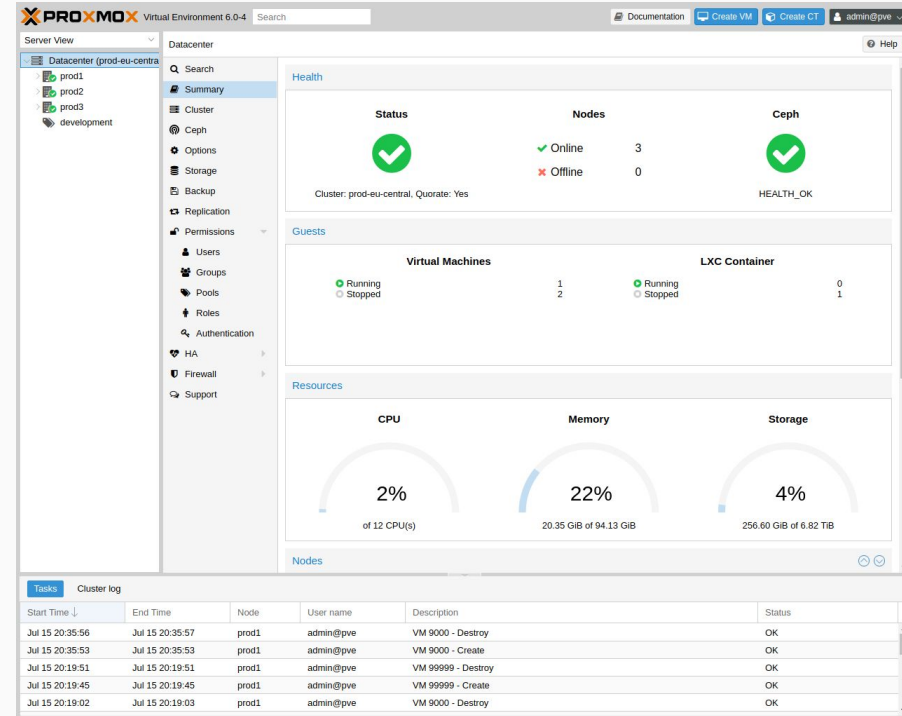 PROXMOX Virtual Environment 6.0-4 Search Documentation Create VM Create CT admin@pve
Server View
Datacenter (prod-eu-centra
prod1
prod2
prod3
development
Datacenter Help
Search
Summary
Cluster
Ceph
Options
Storage
Backup
Replication
Permissions
Users
Groups
Pools
Roles
Authentication
HA
Firewall
Support
Health
Status
Cluster: prod-eu-central, Quorate: Yes
Nodes
Online 3
Offline 0
Ceph
HEALTH_OK
Guests
Virtual Machines
Running 1
Stopped 2
LXC Container
Running 0
Stopped 1
Resources
CPU
2%
of 12 CPU(s)
Memory
22%
20.35 GiB of 94.13 GiB
Storage
4%
256.60 GiB of 6.82 TiB
Nodes
Tasks Cluster log
Start Time End Time Node User name Description Status
Jul 15 20:35:56 Jul 15 20:35:57 prod1 admin@pve VM 9000 - Destroy OK
Jul 15 20:35:53 Jul 15 20:35:53 prod1 admin@pve VM 9000 - Create OK
Jul 15 20:19:51 Jul 15 20:19:51 prod1 admin@pve VM 99999 - Destroy OK
Jul 15 20:19:45 Jul 15 20:19:45 prod1 admin@pve VM 99999 - Create OK
Jul 15 20:19:02 Jul 15 20:19:03 prod1 admin@pve VM 9000 - Destroy OK